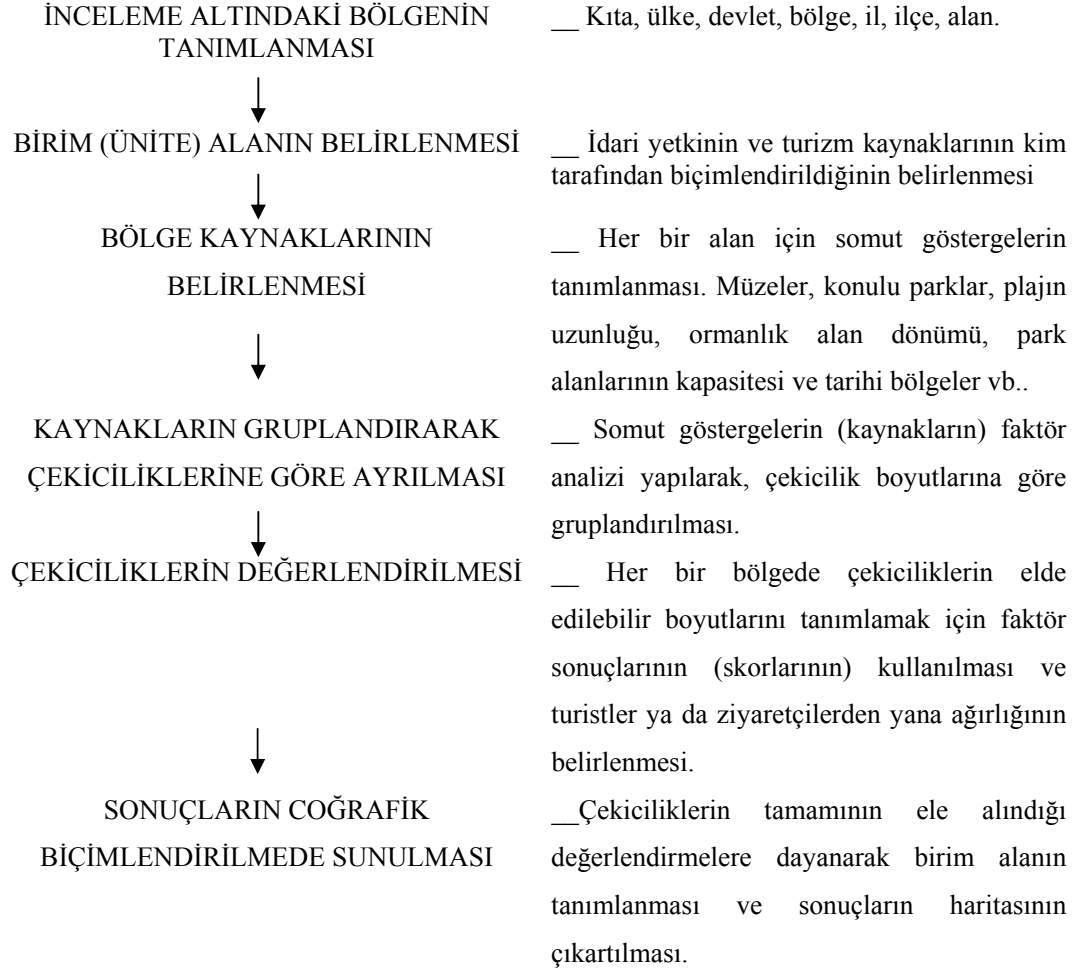 İNCELEME ALTINDAKİ BÖLGENİN
TANIMLANMASI
__ Kıta, ülke, devlet, bölge, il, ilçe, alan.
BİRİM (ÜNİTE) ALANIN BELİRLENMESİ
__ İdari yetkinin ve turizm kaynaklarının kim
tarafından biçimlendirildiğinin belirlenmesi
BÖLGE KAYNAKLARININ
BELİRLENMESİ
__ Her bir alan için somut göstergelerin
tanımlanması. Müzeler, konulu parklar, plajın
uzunluğu, ormanlık alan dönümü, park
alanlarının kapasitesi ve tarihi bölgeler vb..
KAYNAKLARIN GRUPLANDIRARAK
ÇEKİCİLİKLERİNE GÖRE AYRILMASI
__ Somut göstergelerin (kaynakların) faktör
analizi yapılarak, çekicilik boyutlarına göre
gruplandırılması.
ÇEKİCİLİKLERİN DEĞERLENDİRİLMESİ
__ Her bir bölgede çekiciliklerin elde
edilebilir boyutlarını tanımlamak için faktör
sonuçlarının (skorlarının) kullanılması ve
turistler ya da ziyaretçilerden yana ağırlığının
belirlenmesi.
SONUÇLARIN COĞRAFİK
BİÇİMLENDİRİLMEDE SUNULMASI
__Çekiciliklerin tamamının ele alındığı
değerlendirmelere dayanarak birim alanın
tanımlanması ve sonuçların haritasının
çıkartılması.